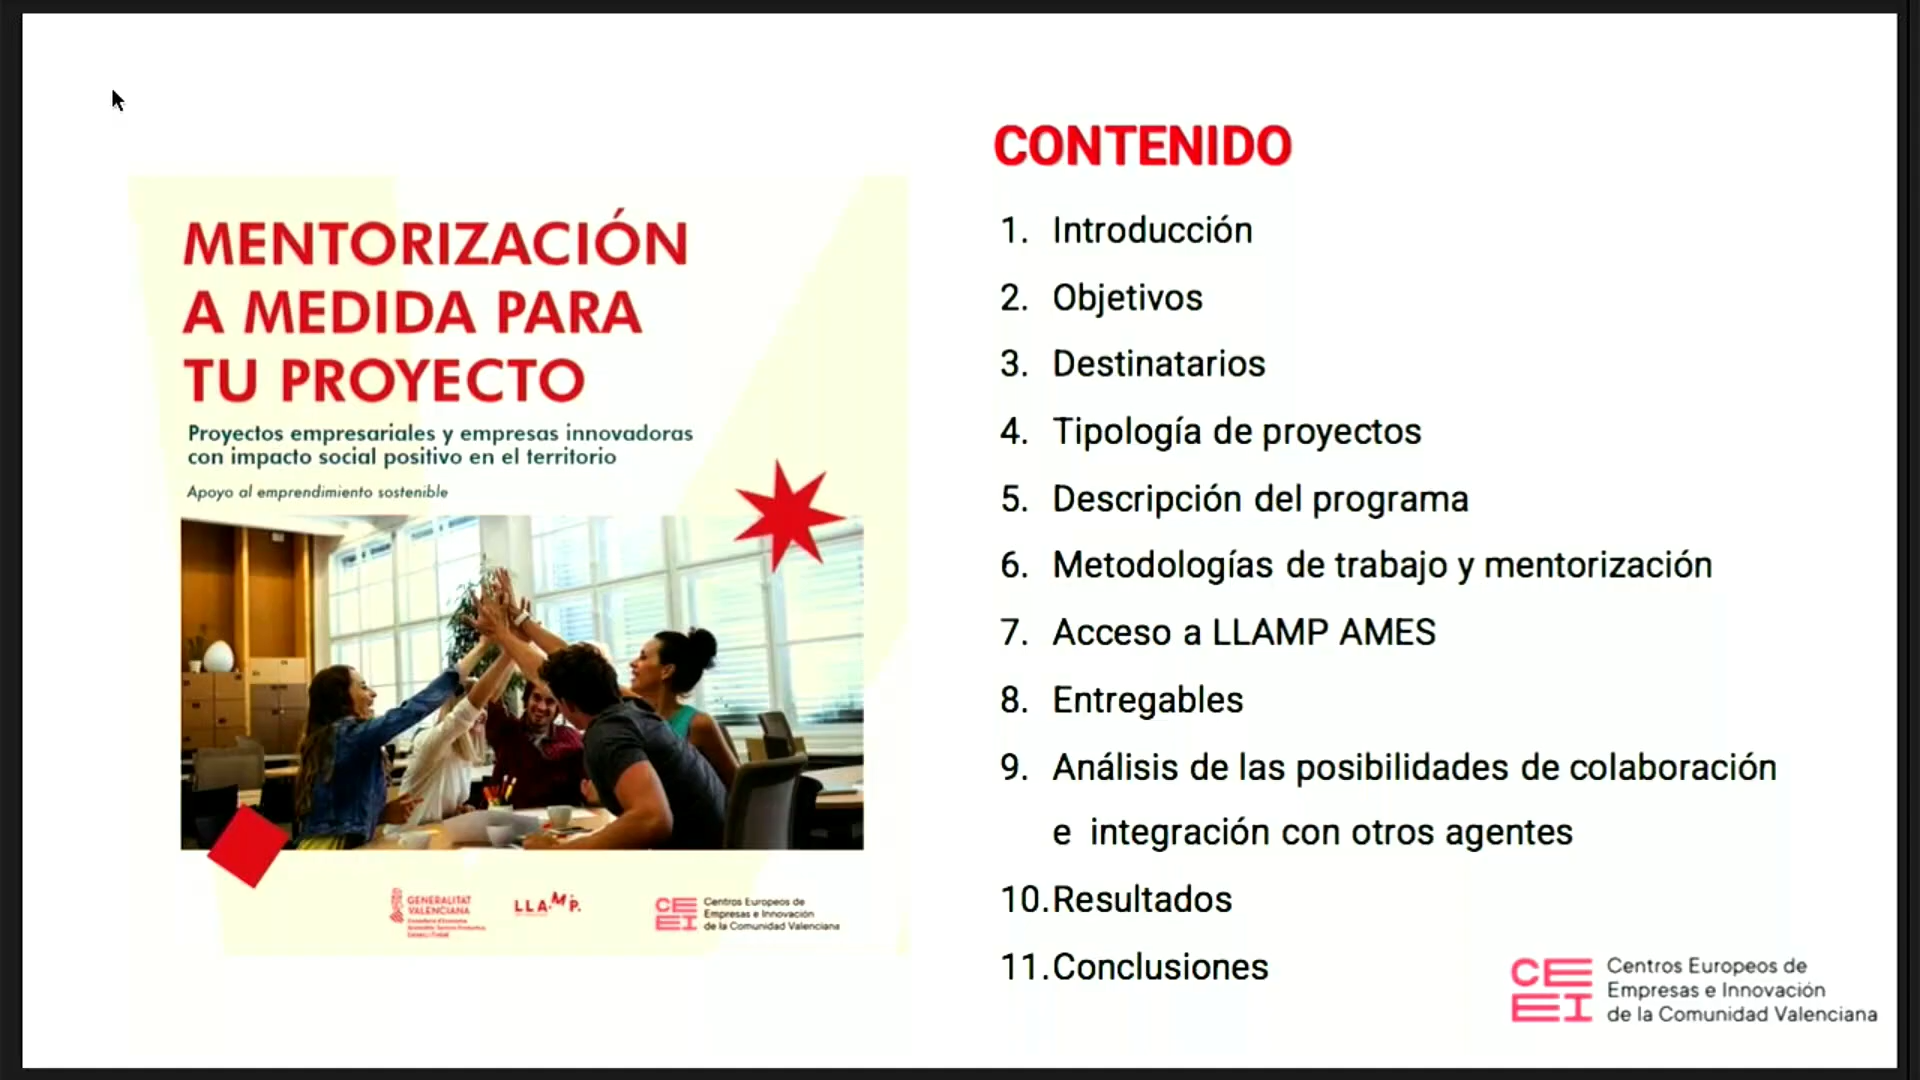 MENTORIZACIÓN
A MEDIDA PARA
TU PROYECTO
Proyectos empresariales y empresas innovadoras
con impacto social positivo en el territorio
Apoyo al emprendimiento sostenible
GENERALITAT
VALENCIANA
LLAMP.
CEEI
Centros Europeos de
Empresas e Innovación
de la Comunidad Valenciana
CONTENIDO
1. Introducción
2. Objetivos
3. Destinatarios
4. Tipología de proyectos
5. Descripción del programa
6. Metodologías de trabajo y mentorización
7. Acceso a LLAMP AMES
8. Entregables
9. Análisis de las posibilidades de colaboración
e integración con otros agentes
10. Resultados
11. Conclusiones
CEEI
Centros Europeos de
Empresas e Innovación
de la Comunidad Valenciana